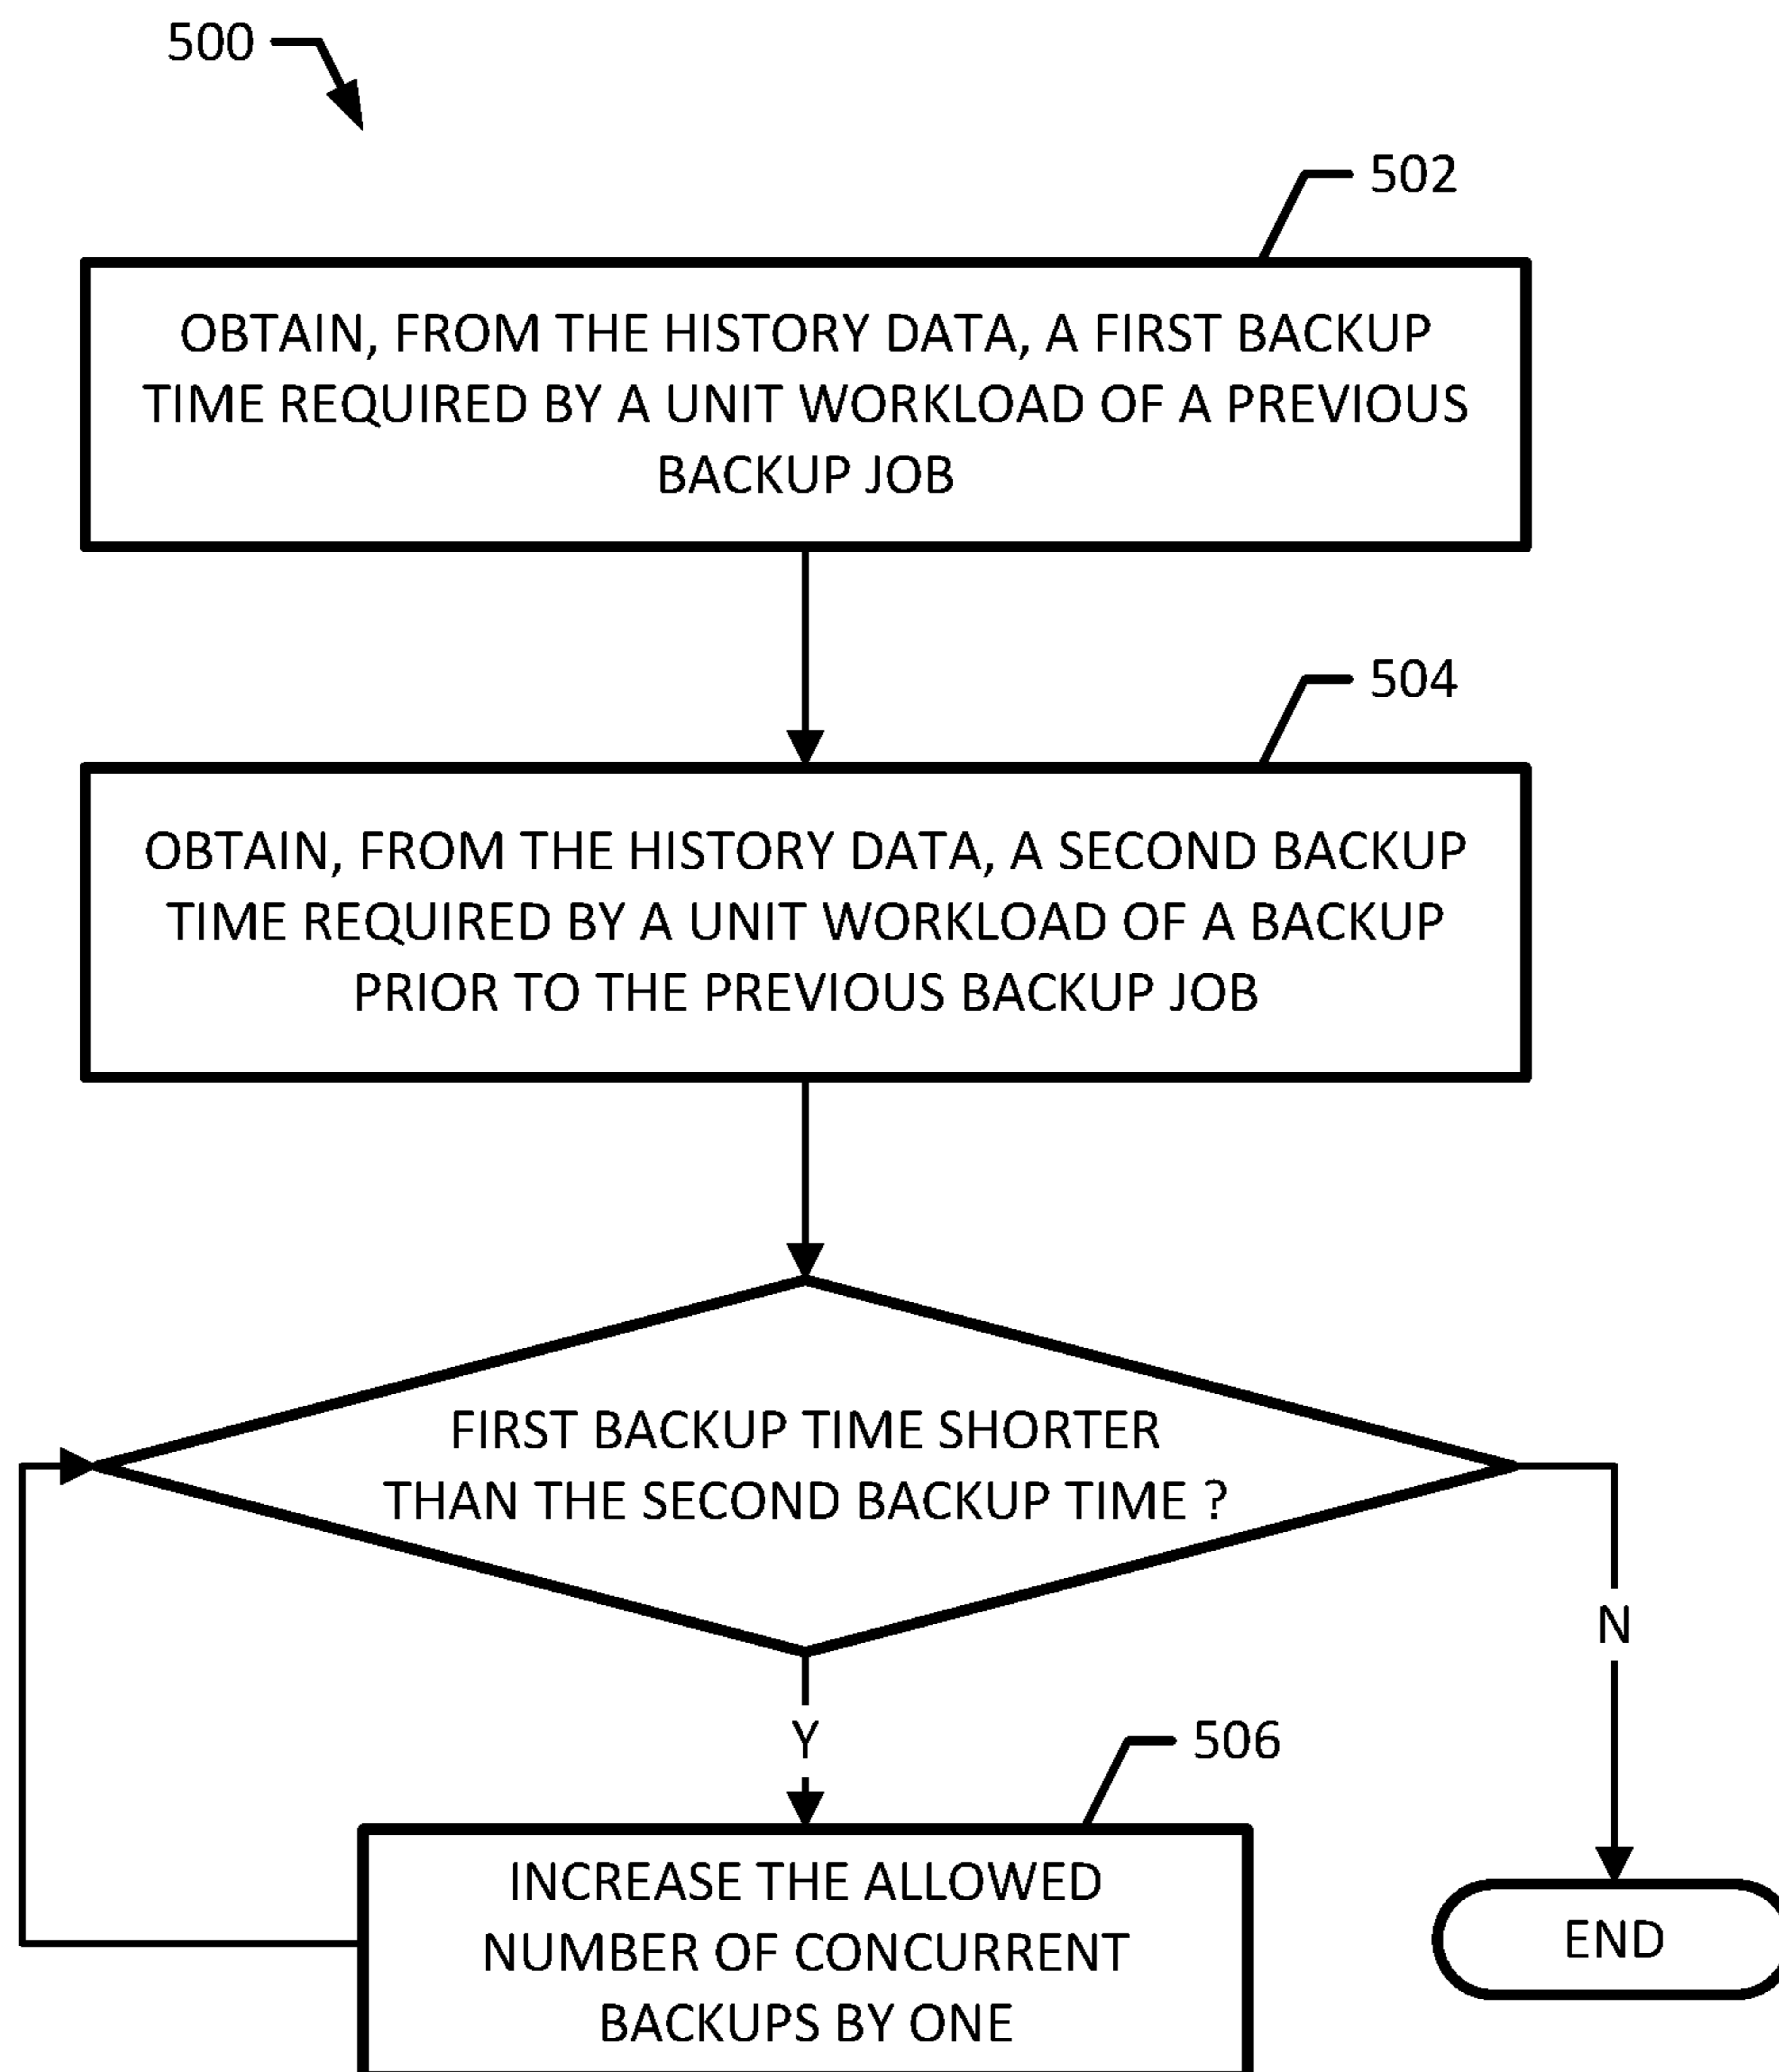 500
502
OBTAIN, FROM THE HISTORY DATA, A FIRST BACKUP
TIME REQUIRED BY A UNIT WORKLOAD OF A PREVIOUS
BACKUP JOB
504
OBTAIN, FROM THE HISTORY DATA, A SECOND BACKUP
TIME REQUIRED BY A UNIT WORKLOAD OF A BACKUP
PRIOR TO THE PREVIOUS BACKUP JOB
FIRST BACKUP TIME SHORTER
THAN THE SECOND BACKUP TIME ?
N
Y
506
INCREASE THE ALLOWED
NUMBER OF CONCURRENT
BACKUPS BY ONE
END